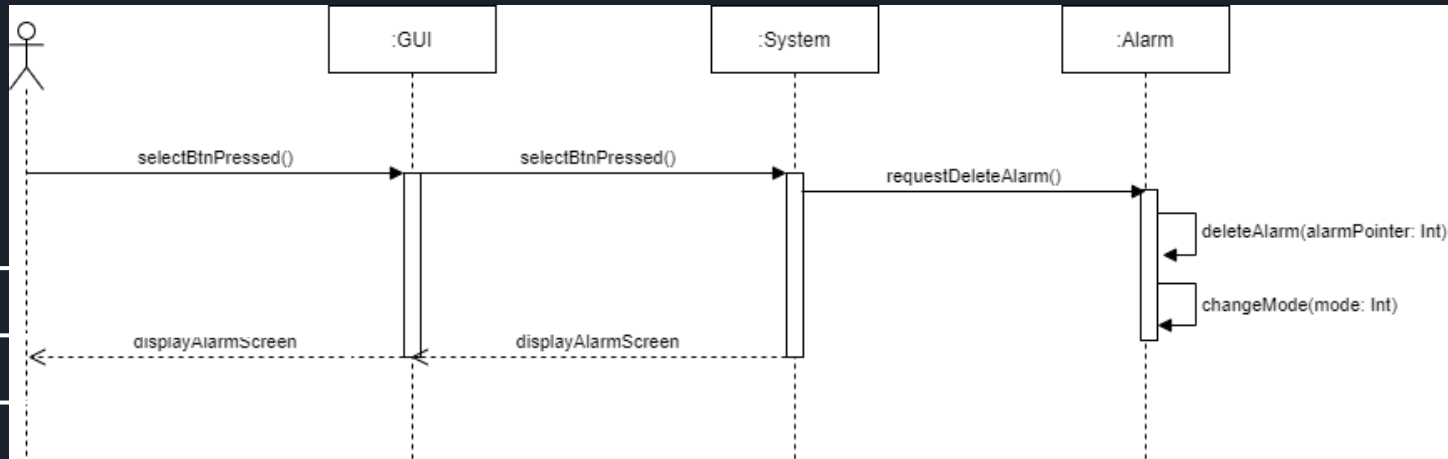 :GUI
:System
:Alarm
selectBtnPressed()
selectBtnPressed()
requestDeleteAlarm()
deleteAlarm(alarmPointer: Int)
changeMode(mode: Int)
displayAlarmScreen
displayAlarmScreen